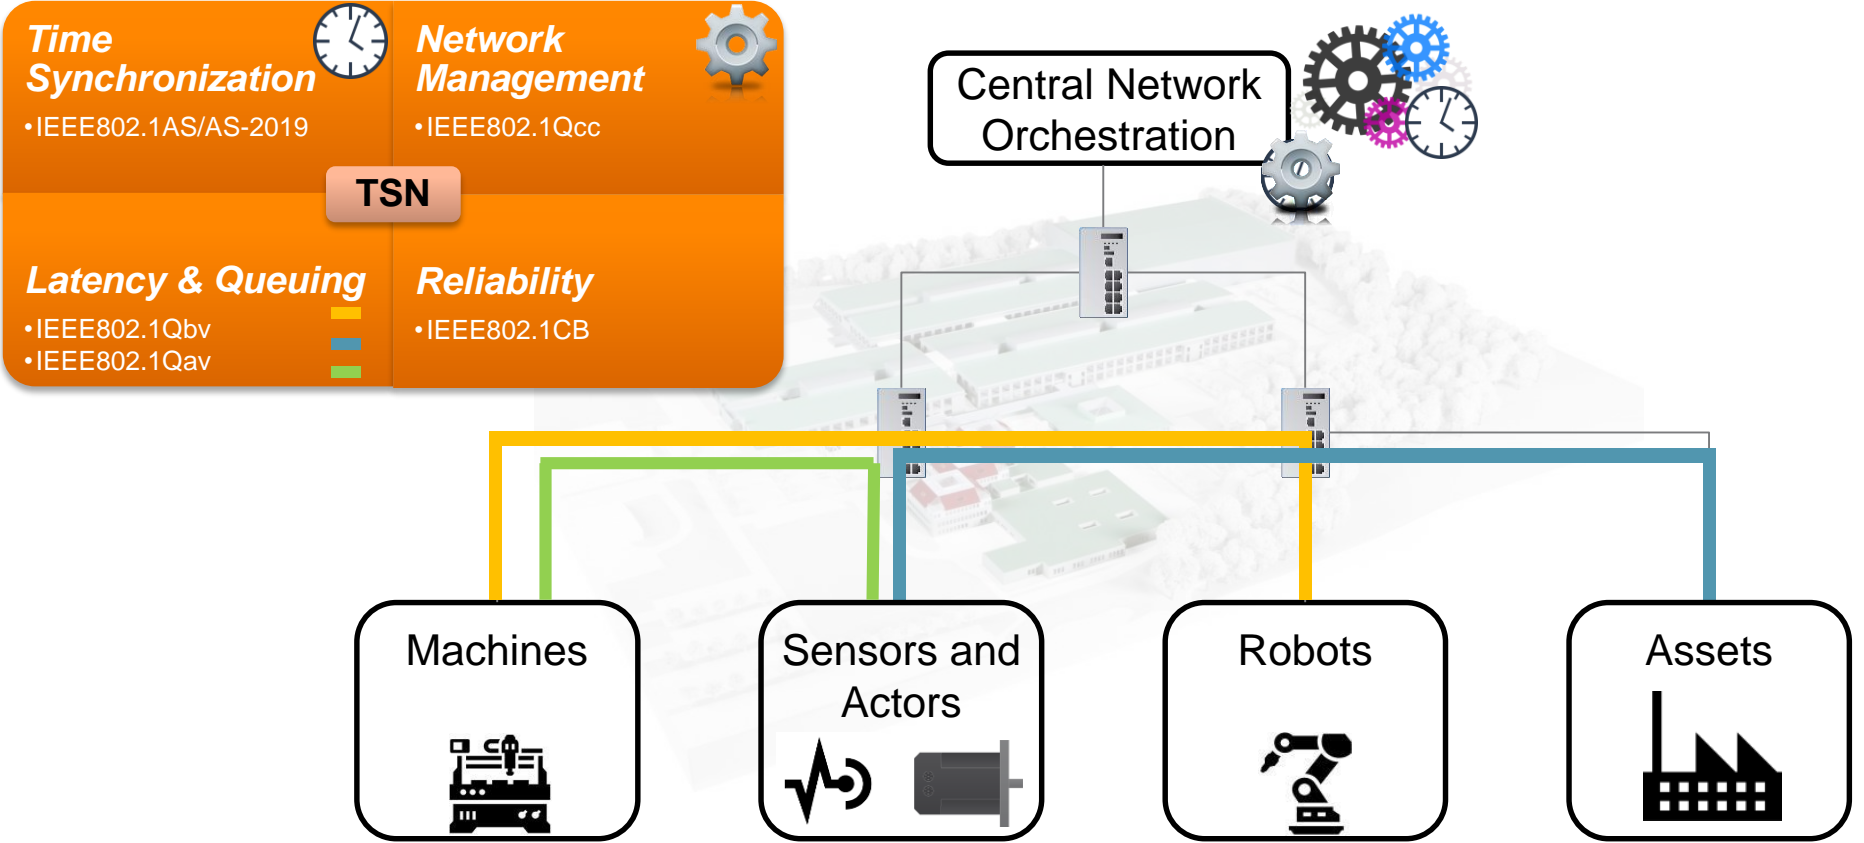 Time
Synchronization
•IEEE802.1AS/AS-2019
Network
Management
•IEEE802.1Qcc
TSN
Latency & Queuing
•IEEE802.1Qbv
•IEEE802.1Qav
Reliability
•IEEE802.1CB
Central Network
Orchestration
Machines
Sensors and
Actors
Robots
Assets